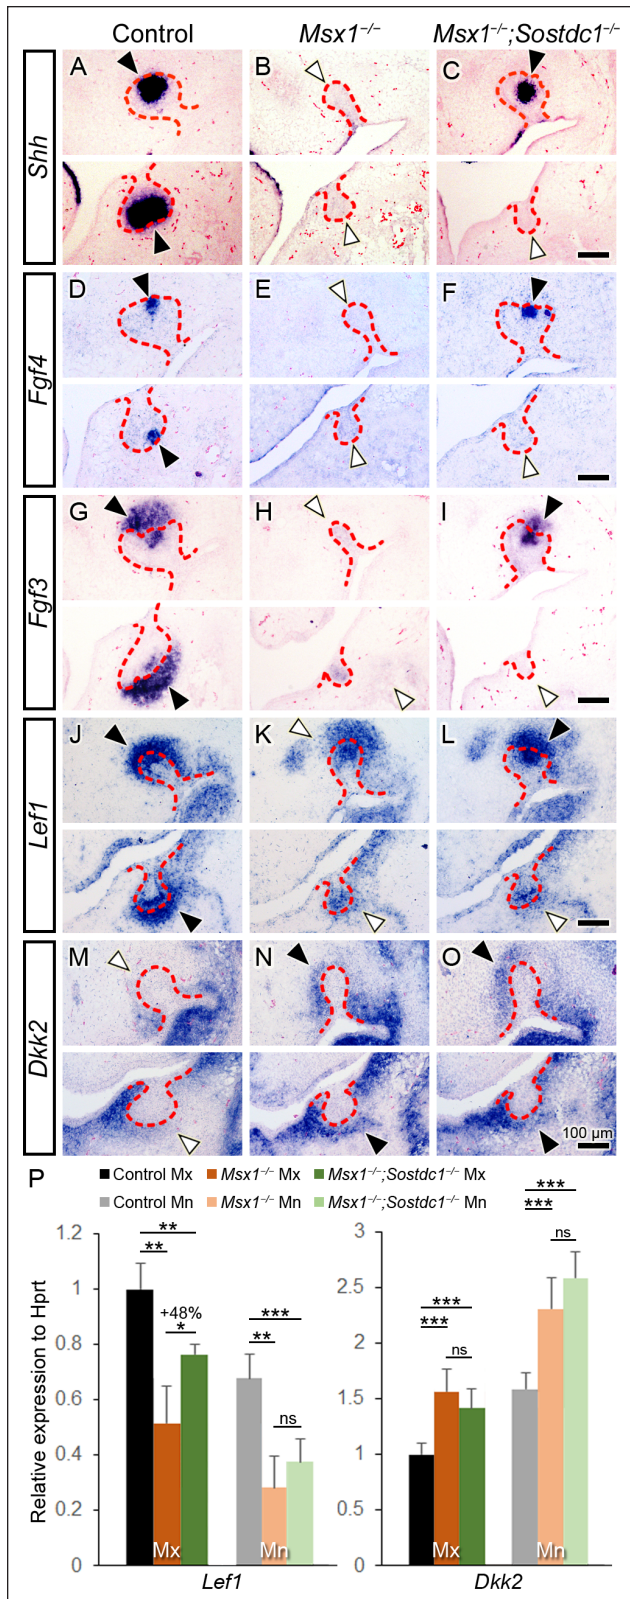 Control Msx1−/− Msx1−/−;Sostdc1−/−
Shh
A B C
Fgf4
D E F
Fgf3
G H I
Lef1
J K L
Dkk2
M N O
100 µm
P
Control Mx Msx1−/− Mx Msx1−/−;Sostdc1−/− Mx
Control Mn Msx1−/− Mn Msx1−/−;Sostdc1−/− Mn
Relative expression to Hprt
1.2
1
0.8
0.6
0.4
0.2
0
**
**
+48%
*
***
**
ns
Mx Mn
Lef1
3
2.5
2
1.5
1
0.5
0
***
***
ns
***
***
ns
Mx Mn
Dkk2